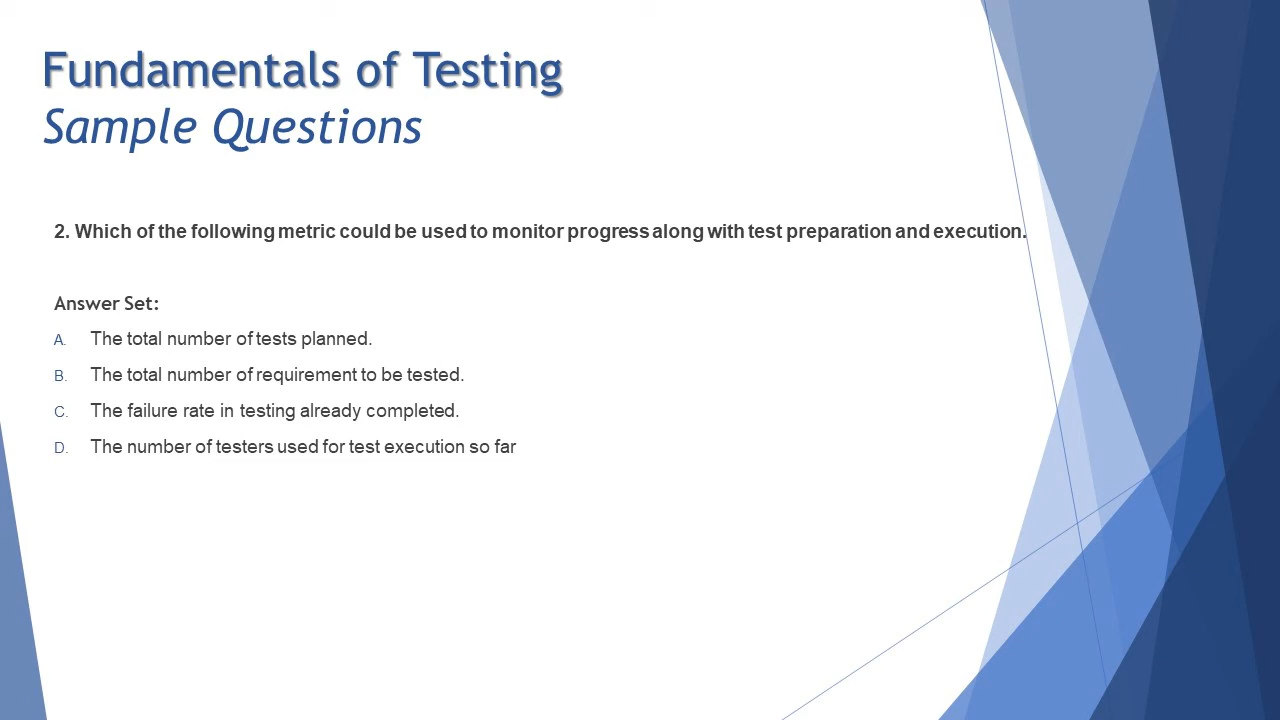 Fundamentals of Testing
Sample Questions
2. Which of the following metric could be used to monitor progress along with test preparation and execution.
Answer Set:
A. The total number of tests planned.
B. The total number of requirement to be tested.
C. The failure rate in testing already completed.
D. The number of testers used for test execution so far